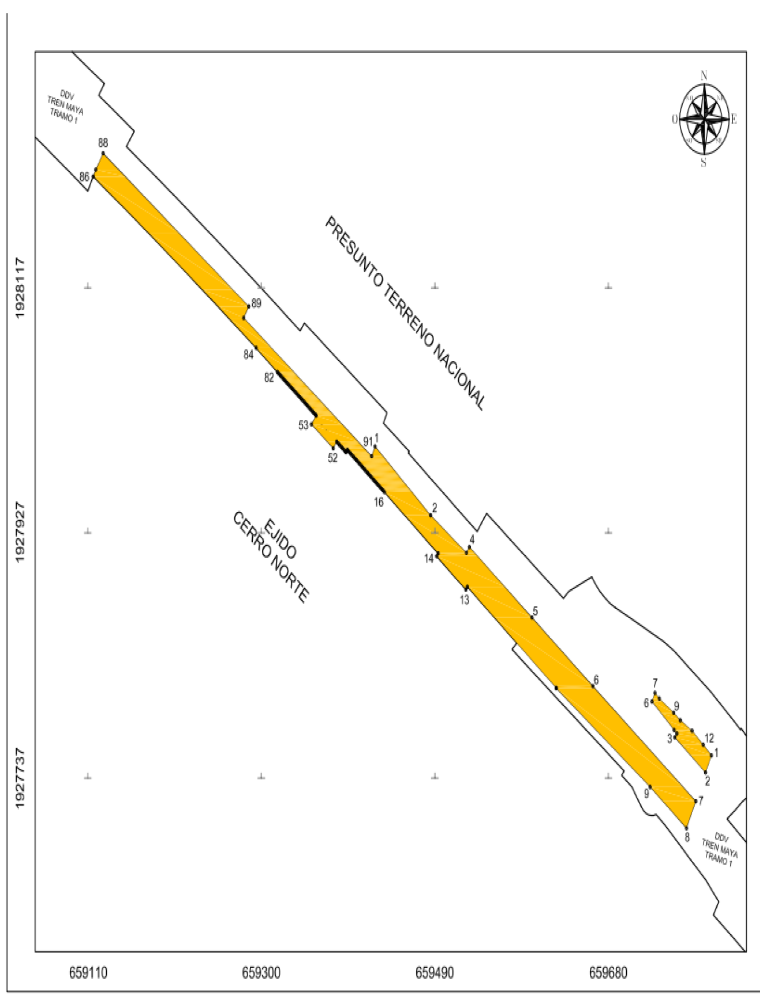 N
O
E
S
DDV
TREN MAYA
TRAMO 1
88
86
PRESUNTO TERRENO NACIONAL
1928117
89
84
82
53
91
1
52
16
2
EJIDO
CERRO NORTE
1927927
4
14
13
5
6
7
6
9
3
12
1
2
1927737
9
7
8
DDV
TREN MAYA
TRAMO 1
659110
659300
659490
659680